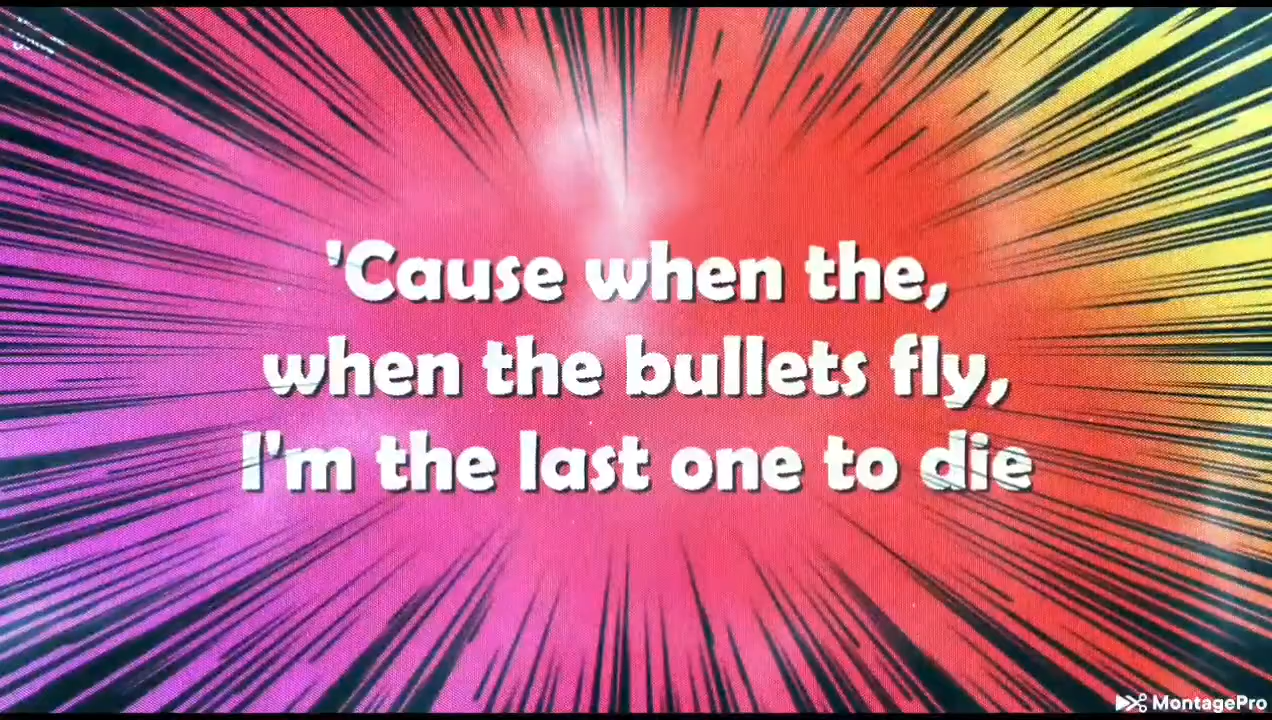 'Cause when the,
when the bullets fly,
I'm the last one to die
MontagePro